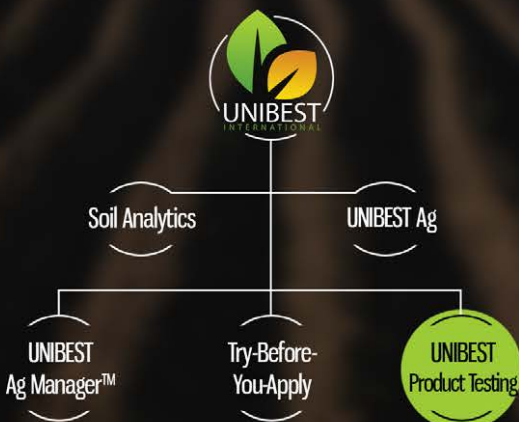 UNIBEST
INTERNATIONAL
Soil Analytics
UNIBEST Ag
UNIBEST
Ag Manager™
Try-Before-
You-Apply
UNIBEST
Product Testing